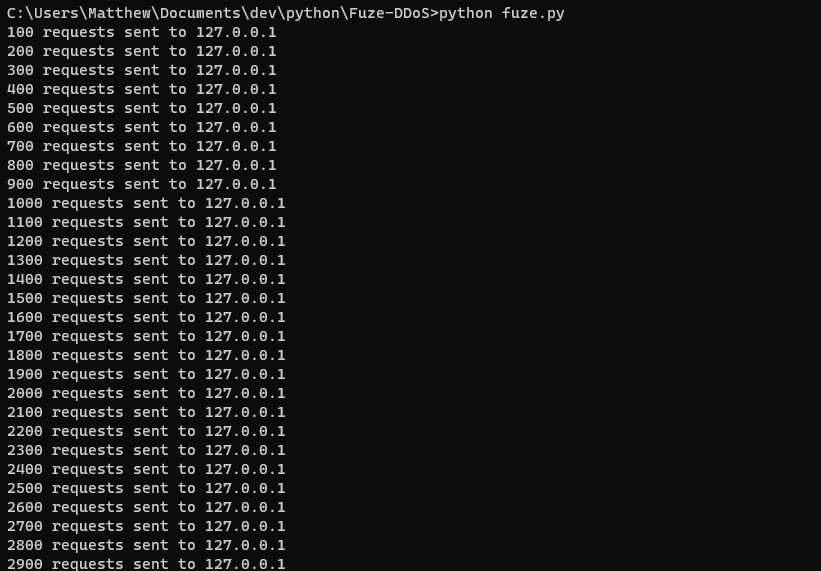 C:\Users\Matthew\Documents\dev\python\Fuze-DDoS>python fuze.py
100 requests sent to 127.0.0.1
200 requests sent to 127.0.0.1
300 requests sent to 127.0.0.1
400 requests sent to 127.0.0.1
500 requests sent to 127.0.0.1
600 requests sent to 127.0.0.1
700 requests sent to 127.0.0.1
800 requests sent to 127.0.0.1
900 requests sent to 127.0.0.1
1000 requests sent to 127.0.0.1
1100 requests sent to 127.0.0.1
1200 requests sent to 127.0.0.1
1300 requests sent to 127.0.0.1
1400 requests sent to 127.0.0.1
1500 requests sent to 127.0.0.1
1600 requests sent to 127.0.0.1
1700 requests sent to 127.0.0.1
1800 requests sent to 127.0.0.1
1900 requests sent to 127.0.0.1
2000 requests sent to 127.0.0.1
2100 requests sent to 127.0.0.1
2200 requests sent to 127.0.0.1
2300 requests sent to 127.0.0.1
2400 requests sent to 127.0.0.1
2500 requests sent to 127.0.0.1
2600 requests sent to 127.0.0.1
2700 requests sent to 127.0.0.1
2800 requests sent to 127.0.0.1
2900 requests sent to 127.0.0.1